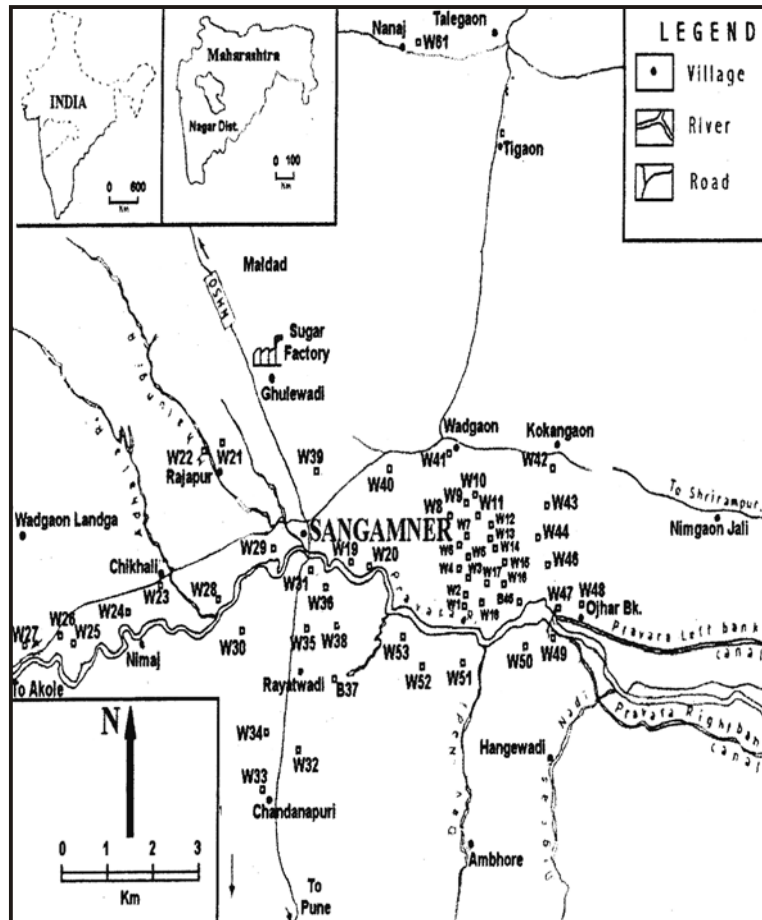 INDIA
0 600
Km
Maharashtra
Nagar Dist.
0 100
Km
Nanaj
W61
Talegaon
Tigaon
LEGEND
Village
River
Road
Maldad
Sugar
Factory
Ghulewadi
W22
W21
Rajapur
W39
W40
W41
Wadgaon
Kokangaon
W42
To Shrirampur
Nimgaon Jali
Wadgaon Landga
Chikhali
W23
W24
W26
W25
W27
To Akole
Nimaj
W28
W29
SANGAMNER
W31
W19
W20
W36
W30
W35
W38
Rayatwadi
B37
W34
W32
W33
Chandanapuri
To
Pune
W8
W9
W10
W11
W7
W12
W13
W6
W5
W14
W4
W3
W15
W17
W16
W2
W1
W18
W43
W44
W46
W47
W48
Ojhar Bk.
W49
W50
W51
W52
W53
Pravara
Pravara Left bank
canal
Pravara Right bank
canal
Hangewadi
Nadi
Ambhore
N
0 1 2 3
Km